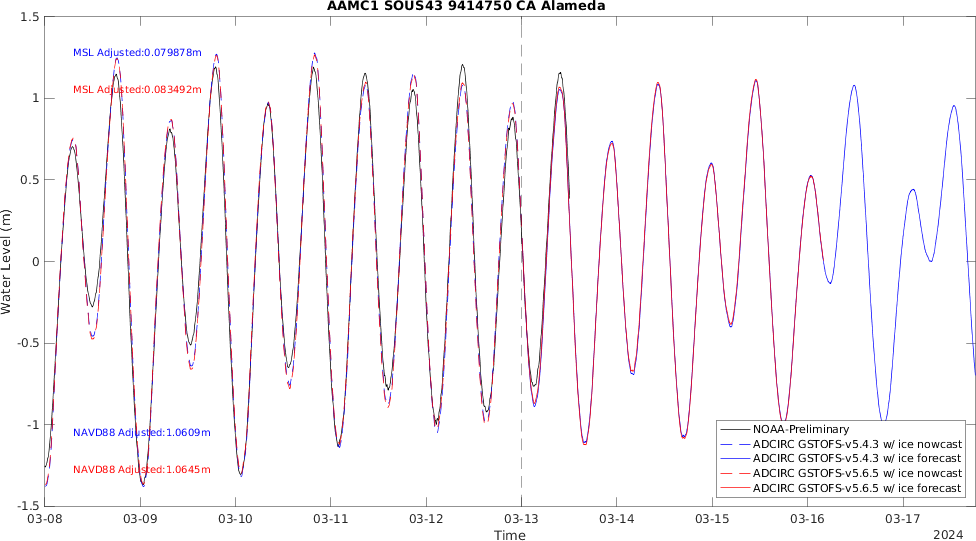 AAMC1 SOUS43 9414750 CA Alameda
1.5
1
0.5
0
-0.5
-1
-1.5
Water Level (m)
MSL Adjusted:0.079878m
MSL Adjusted:0.083492m
NAVD88 Adjusted:1.0609m
NAVD88 Adjusted:1.0645m
NOAA-Preliminary
ADCIRC GSTOFS-v5.4.3 w/ ice nowcast
ADCIRC GSTOFS-v5.4.3 w/ ice forecast
ADCIRC GSTOFS-v5.6.5 w/ ice nowcast
ADCIRC GSTOFS-v5.6.5 w/ ice forecast
03-08 03-09 03-10 03-11 03-12 03-13 03-14 03-15 03-16 03-17
Time
2024